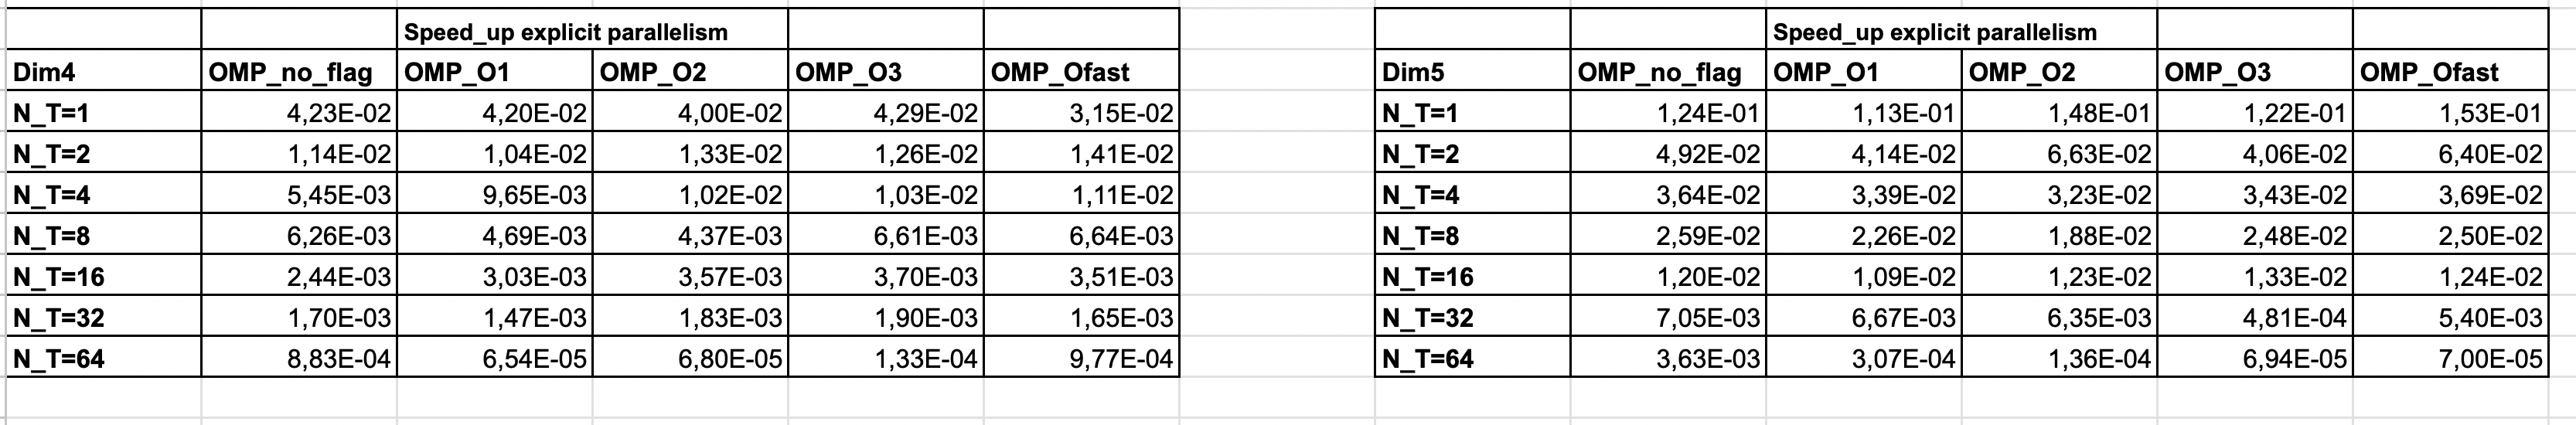 Speed_up explicit parallelism
Dim4 OMP_no_flag OMP_O1 OMP_O2 OMP_O3 OMP_Ofast
N_T=1 4,23E-02 4,20E-02 4,00E-02 4,29E-02 3,15E-02
N_T=2 1,14E-02 1,04E-02 1,33E-02 1,26E-02 1,41E-02
N_T=4 5,45E-03 9,65E-03 1,02E-02 1,03E-02 1,11E-02
N_T=8 6,26E-03 4,69E-03 4,37E-03 6,61E-03 6,64E-03
N_T=16 2,44E-03 3,03E-03 3,57E-03 3,70E-03 3,51E-03
N_T=32 1,70E-03 1,47E-03 1,83E-03 1,90E-03 1,65E-03
N_T=64 8,83E-04 6,54E-05 6,80E-05 1,33E-04 9,77E-04
Speed_up explicit parallelism
Dim5 OMP_no_flag OMP_O1 OMP_O2 OMP_O3 OMP_Ofast
N_T=1 1,24E-01 1,13E-01 1,48E-01 1,22E-01 1,53E-01
N_T=2 4,92E-02 4,14E-02 6,63E-02 4,06E-02 6,40E-02
N_T=4 3,64E-02 3,39E-02 3,23E-02 3,43E-02 3,69E-02
N_T=8 2,59E-02 2,26E-02 1,88E-02 2,48E-02 2,50E-02
N_T=16 1,20E-02 1,09E-02 1,23E-02 1,33E-02 1,24E-02
N_T=32 7,05E-03 6,67E-03 6,35E-03 4,81E-04 5,40E-03
N_T=64 3,63E-03 3,07E-04 1,36E-04 6,94E-05 7,00E-05